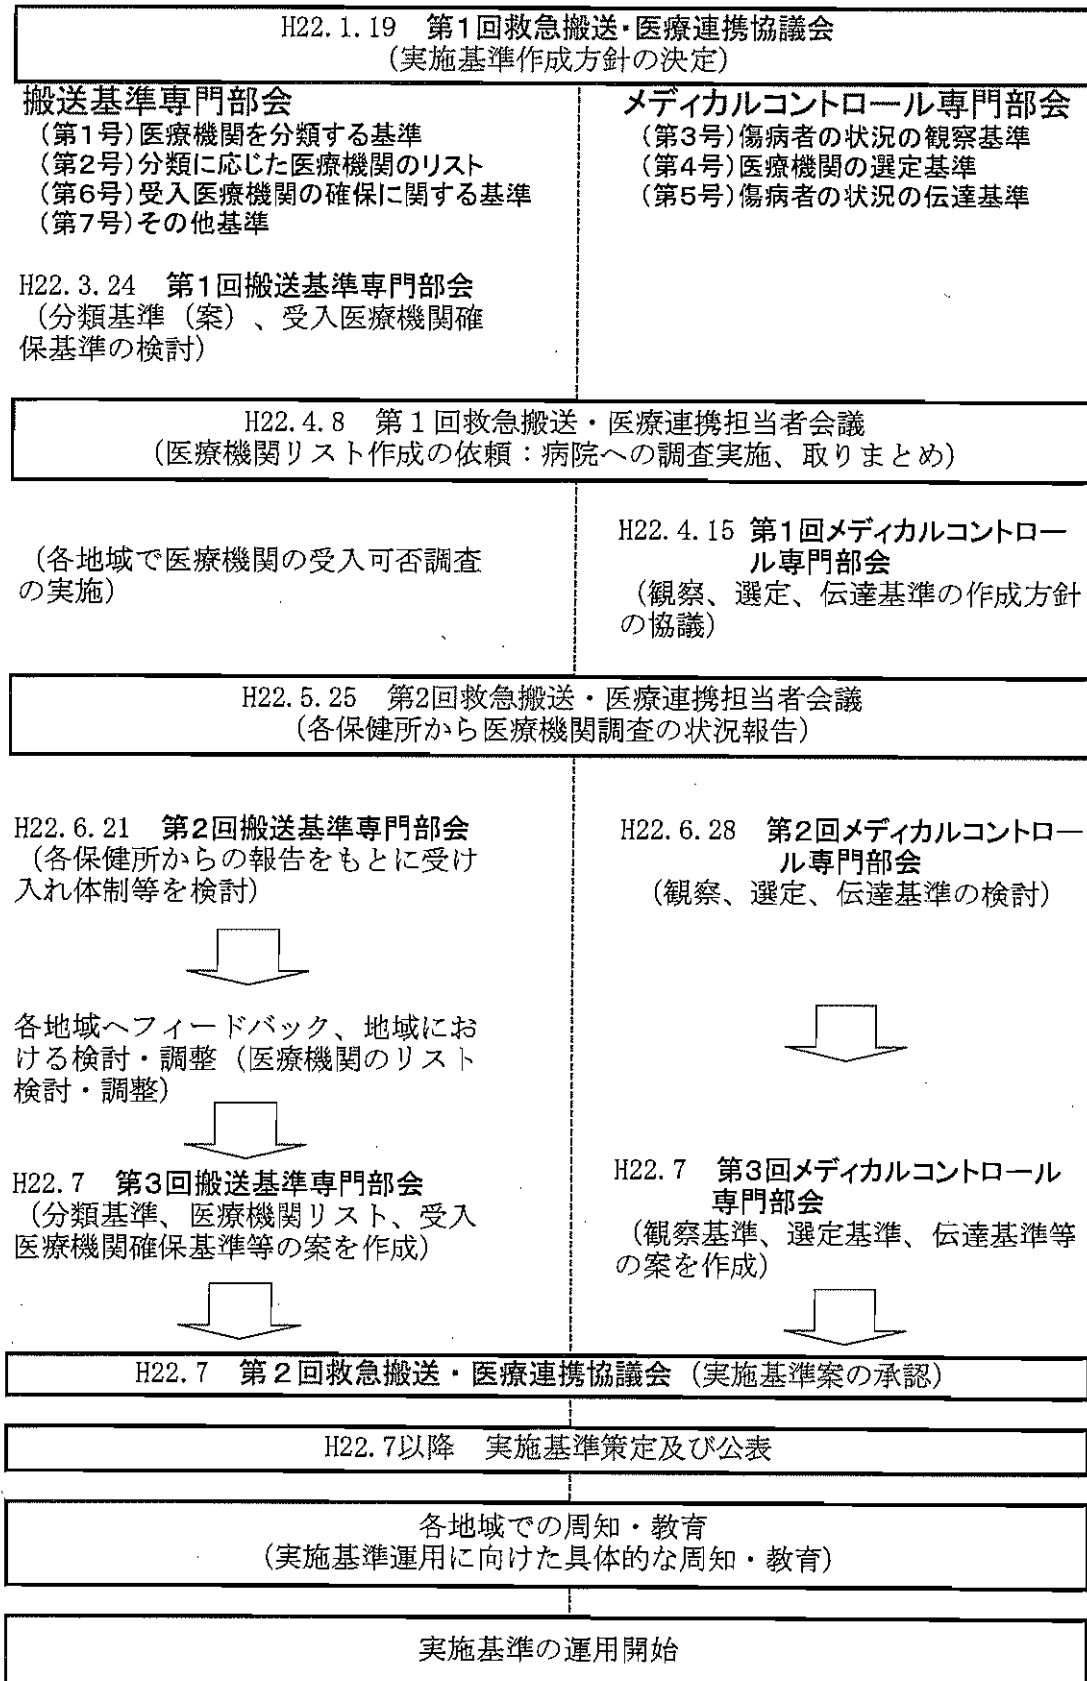 H22.1.19 第1回救急搬送・医療連携協議会
(実施基準作成方針の決定)
搬送基準専門部会
(第1号)医療機関を分類する基準
(第2号)分類に応じた医療機関のリスト
(第6号)受入医療機関の確保に関する基準
(第7号)その他基準
メディカルコントロール専門部会
(第3号)傷病者の状況の観察基準
(第4号)医療機関の選定基準
(第5号)傷病者の状況の伝達基準
H22.3.24 第1回搬送基準専門部会
(分類基準(案)、受入医療機関確
保基準の検討)
H22.4.8 第1回救急搬送・医療連携担当者会議
(医療機関リスト作成の依頼：病院への調査実施、取りまとめ)
(各地域で医療機関の受入可否調査
の実施)
H22.4.15 第1回メディカルコントロー
ル専門部会
(観察、選定、伝達基準の作成方針
の協議)
H22.5.25 第2回救急搬送・医療連携担当者会議
(各保健所から医療機関調査の状況報告)
H22.6.21 第2回搬送基準専門部会
(各保健所からの報告をもとに受け
入れ体制等を検討)
H22.6.28 第2回メディカルコントロー
ル専門部会
(観察、選定、伝達基準の検討)
各地域へフィードバック、地域にお
ける検討・調整(医療機関のリスト
検討・調整)
H22.7 第3回搬送基準専門部会
(分類基準、医療機関リスト、受入
医療機関確保基準等の案を作成)
H22.7 第3回メディカルコントロール
専門部会
(観察基準、選定基準、伝達基準等
の案を作成)
H22.7 第2回救急搬送・医療連携協議会(実施基準案の承認)
H22.7以降 実施基準策定及び公表
各地域での周知・教育
(実施基準運用に向けた具体的な周知・教育)
実施基準の運用開始